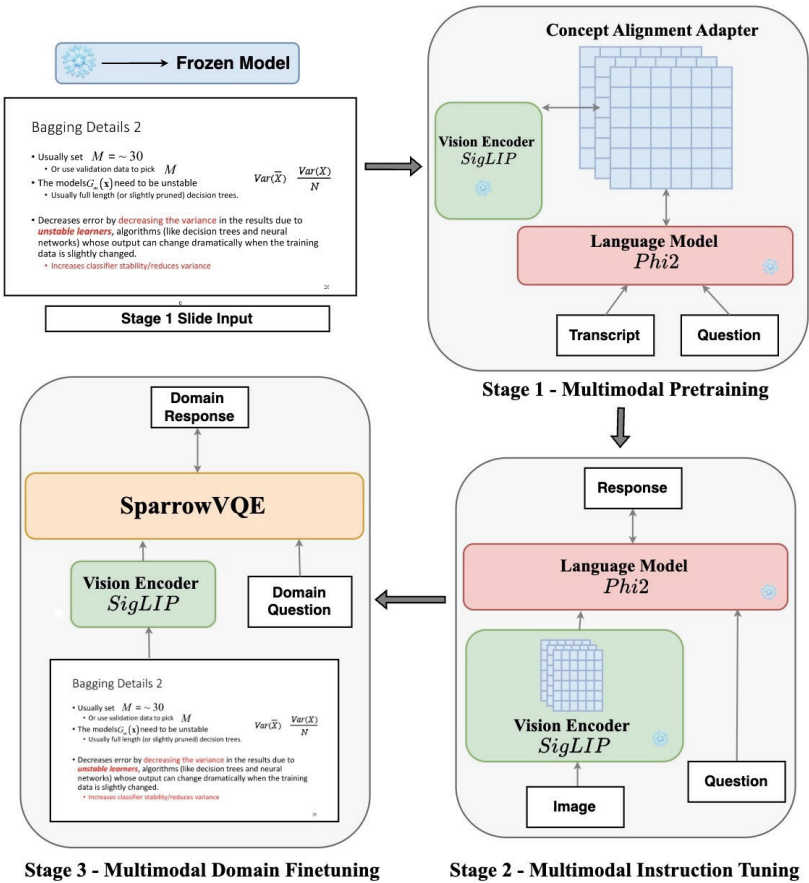 Frozen Model
Bagging Details 2
• Usually set M = ~ 30
• Or use validation data to pick M
• The models G_m(x) need to be unstable
• Usually full length (or slightly pruned) decision trees.
Var(X̅) Var(X)/N
• Decreases error by decreasing the variance in the results due to
unstable learners, algorithms (like decision trees and neural
networks) whose output can change dramatically when the training
data is slightly changed.
• Increases classifier stability/reduces variance
Stage 1 Slide Input
Concept Alignment Adapter
Vision Encoder
SigLIP
Language Model
Phi2
Transcript
Question
Stage 1 - Multimodal Pretraining
Response
Language Model
Phi2
Vision Encoder
SigLIP
Image
Question
Stage 2 - Multimodal Instruction Tuning
Domain
Response
SparrowVQE
Vision Encoder
SigLIP
Domain
Question
Bagging Details 2
• Usually set M = ~ 30
• Or use validation data to pick M
• The models G_m(x) need to be unstable
• Usually full length (or slightly pruned) decision trees.
Var(X̅) Var(X)/N
• Decreases error by decreasing the variance in the results due to
unstable learners, algorithms (like decision trees and neural
networks) whose output can change dramatically when the training
data is slightly changed.
• Increases classifier stability/reduces variance
Stage 3 - Multimodal Domain Finetuning